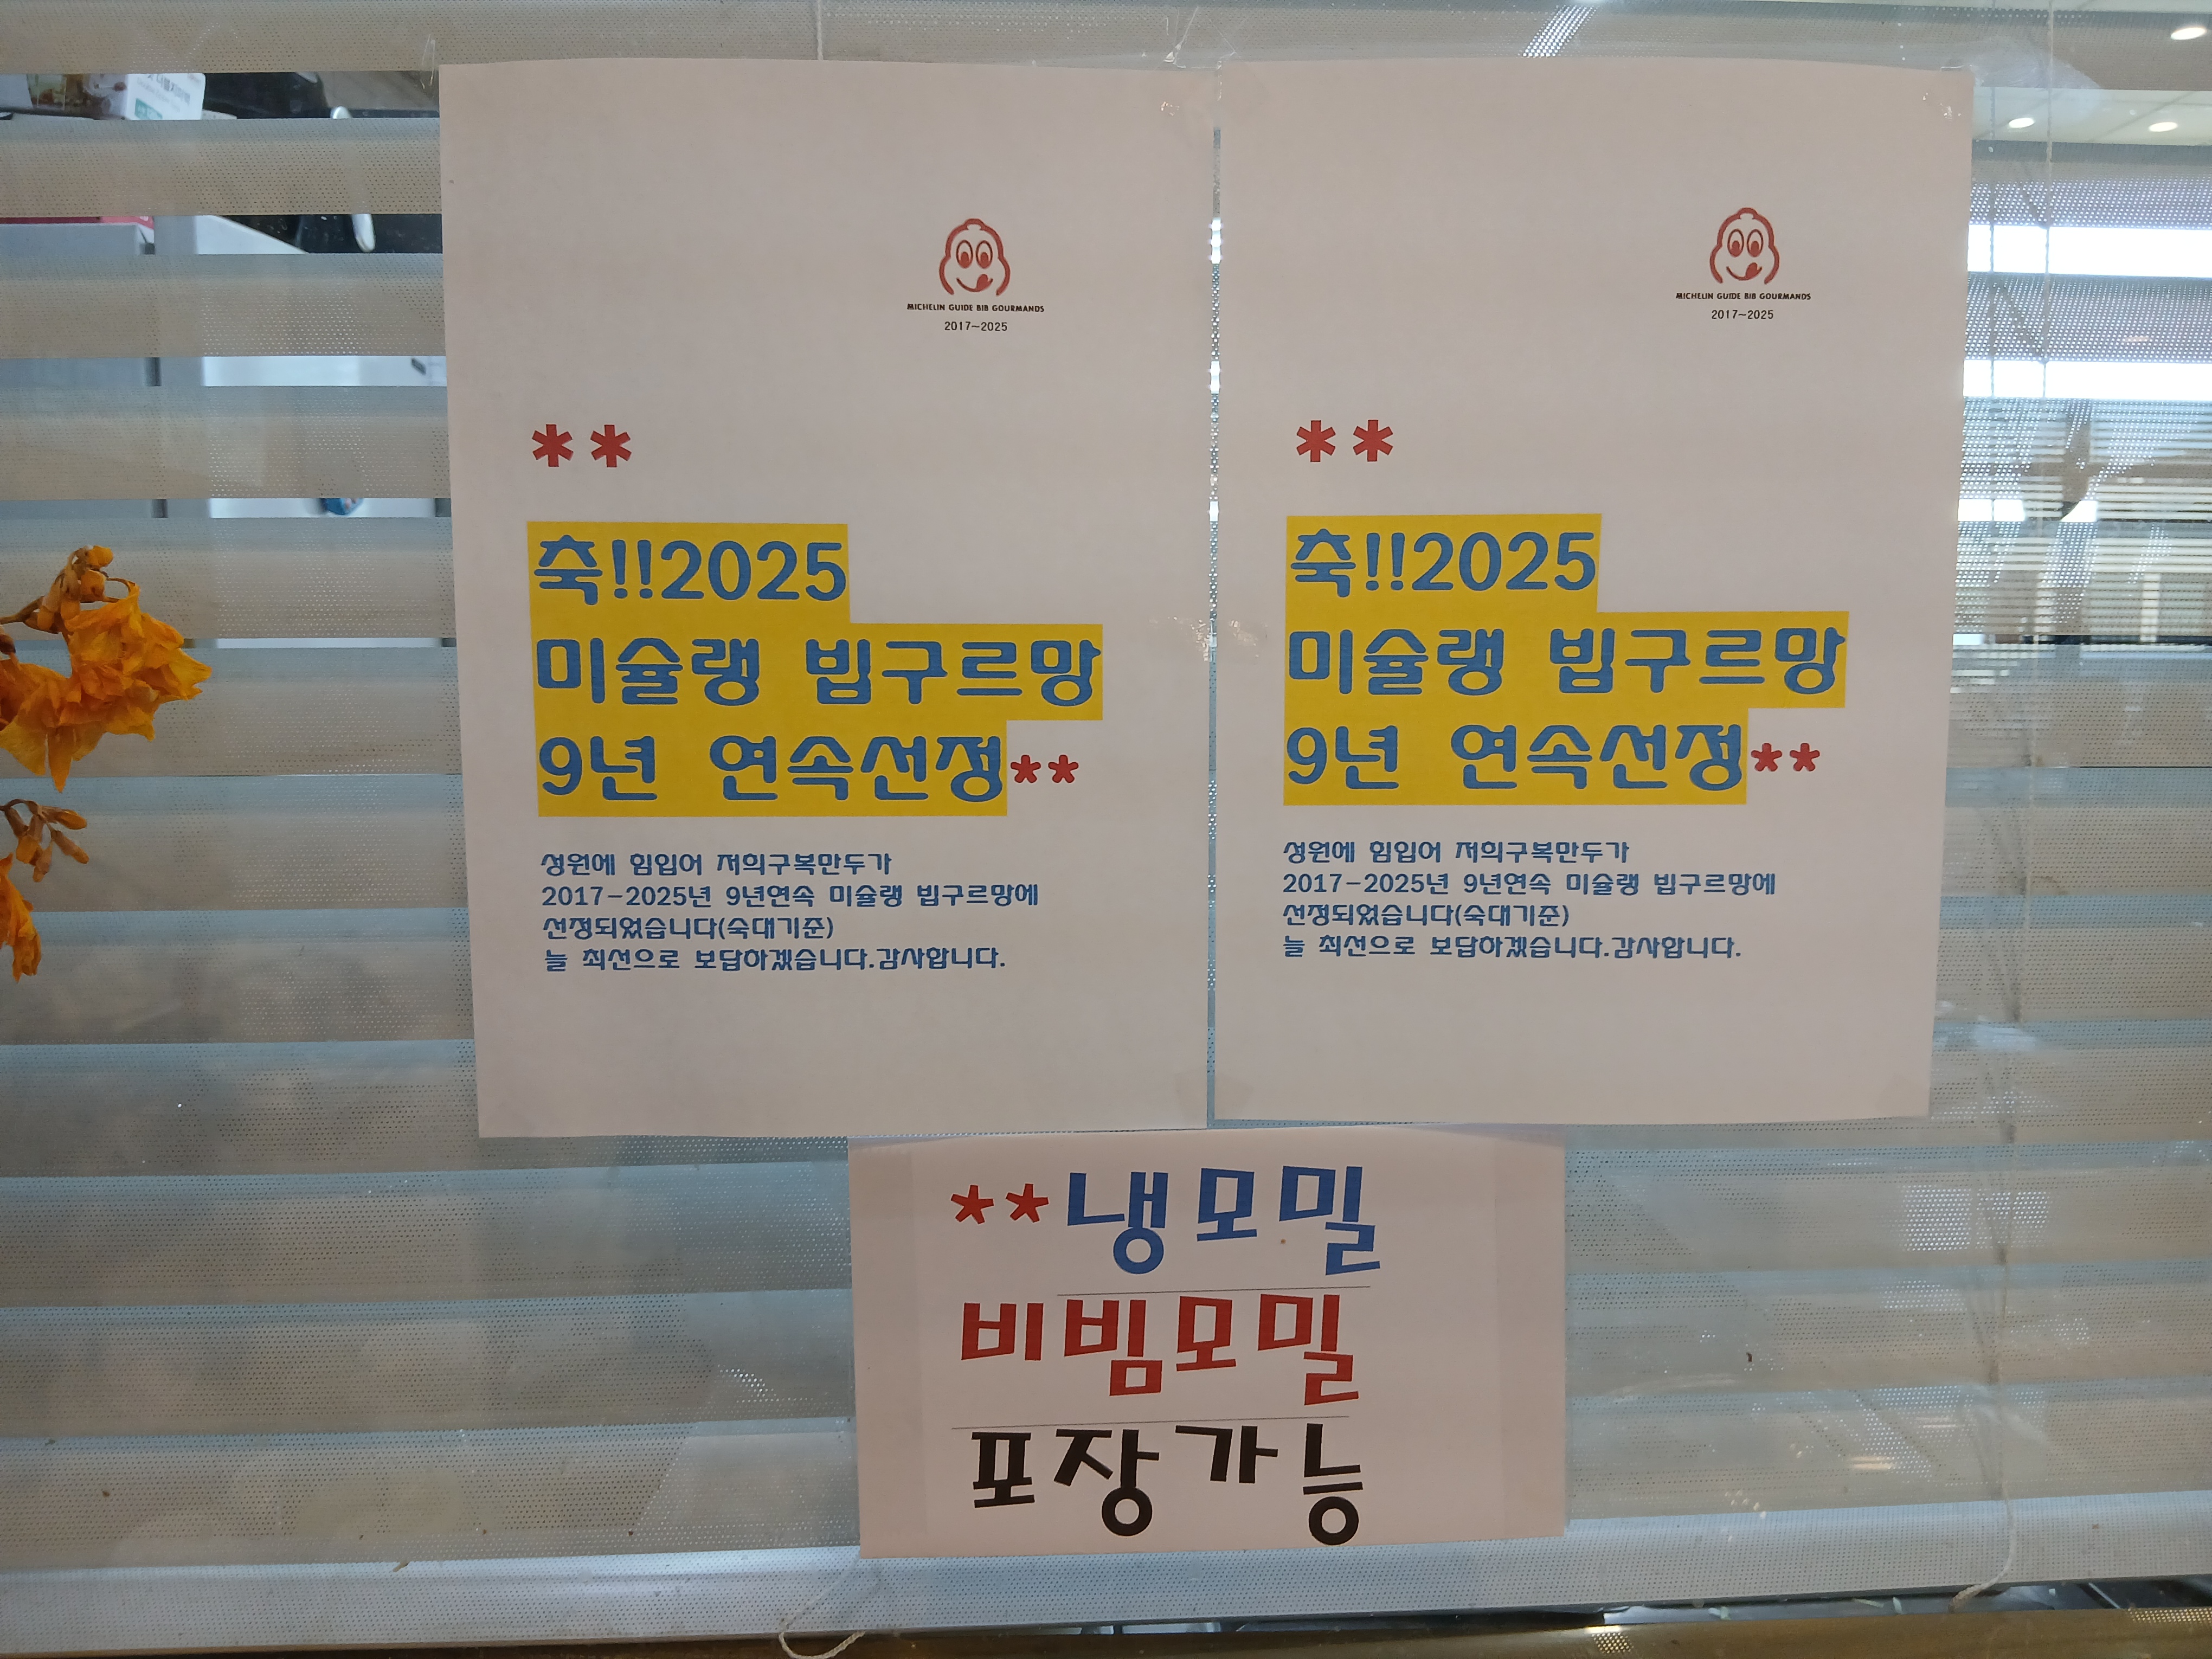 MICHELIN GUIDE BIB GOURMANDS
2017~2025
**
축!!2025
미슐랭 빕구르망
9년 연속선정**
성원에 힘입어 저희구복만두가
2017-2025년 9년연속 미슐랭 빕구르망에
선정되었습니다(숙대기준)
늘 최선으로 보답하겠습니다.감사합니다.
MICHELIN GUIDE BIB GOURMANDS
2017~2025
**
축!!2025
미슐랭 빕구르망
9년 연속선정**
성원에 힘입어 저희구복만두가
2017-2025년 9년연속 미슐랭 빕구르망에
선정되었습니다(숙대기준)
늘 최선으로 보답하겠습니다.감사합니다.
**냉모밀
비빔모밀
포장가능